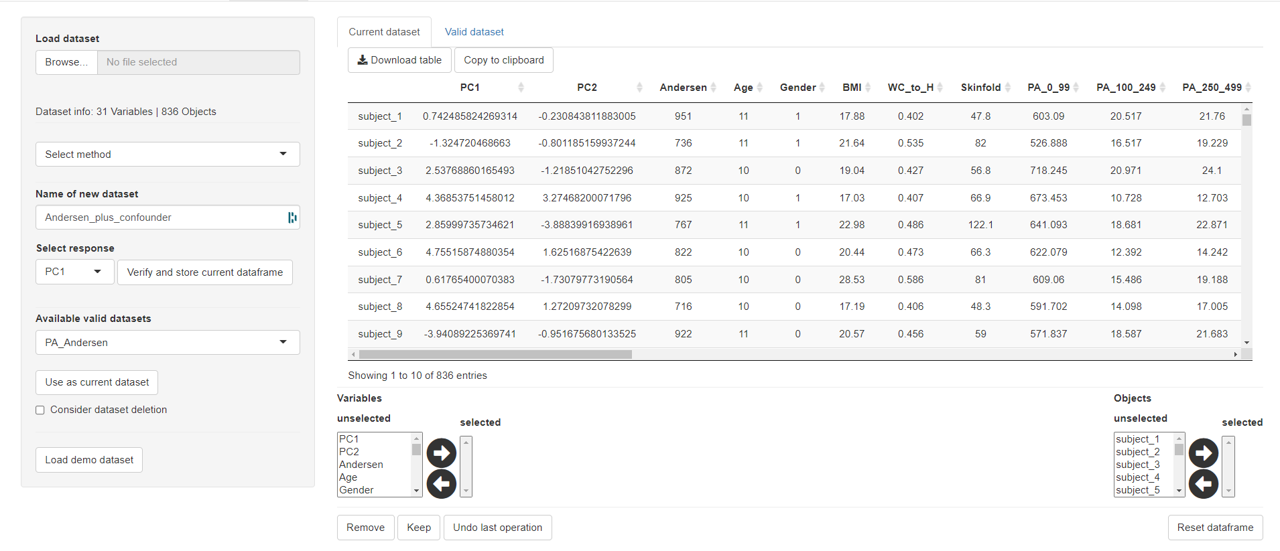 Load dataset
Browse... No file selected
Dataset info: 31 Variables | 836 Objects
Select method
Name of new dataset
Andersen_plus_confounder
Select response
PC1 Verify and store current dataframe
Available valid datasets
PA_Andersen
Use as current dataset
Consider dataset deletion
Load demo dataset
Current dataset Valid dataset
Download table Copy to clipboard
PC1 PC2 Andersen Age Gender BMI WC_to_H Skinfold PA_0_99 PA_100_249 PA_250_499
subject_1 0.742485824269314 -0.230843811883005 951 11 1 17.88 0.402 47.8 603.09 20.517 21.76
subject_2 -1.324720468663 -0.801185159937244 736 11 1 21.64 0.535 82 526.888 16.517 19.229
subject_3 2.53768860165493 -1.21851042752296 872 10 0 19.04 0.427 56.8 718.245 20.971 24.1
subject_4 4.36853751458012 3.27468200071796 925 10 1 17.03 0.407 66.9 673.453 10.728 12.703
subject_5 2.85999735734621 -3.88839916938961 767 11 1 22.98 0.486 122.1 641.093 18.681 22.871
subject_6 4.75515874880354 1.62516875422639 822 10 0 20.44 0.473 66.3 622.079 12.392 14.242
subject_7 0.61765400070383 -1.73079773190564 805 10 0 28.53 0.586 81 609.06 15.486 19.188
subject_8 4.65524741822854 1.27209732078299 716 10 0 17.19 0.406 48.3 591.702 14.098 17.005
subject_9 -3.94089225369741 -0.951675680133525 922 11 0 20.57 0.456 59 571.837 18.587 21.683
Showing 1 to 10 of 836 entries
Variables
unselected selected
PC1
PC2
Andersen
Age
Gender
Objects
unselected selected
subject_1
subject_2
subject_3
subject_4
subject_5
Remove Keep Undo last operation Reset dataframe